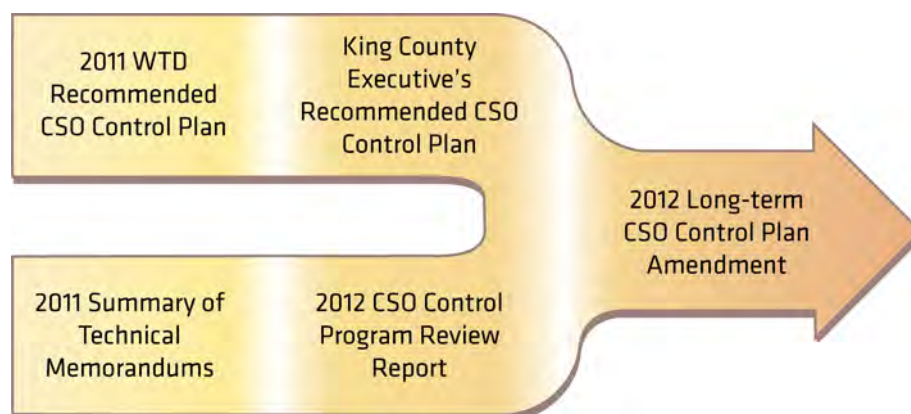 2011 WTD
Recommended
CSO Control Plan
King County
Executive's
Recommended CSO
Control Plan
2012 Long-term
CSO Control Plan
Amendment
2011 Summary of
Technical
Memorandums
2012 CSO Control
Program Review
Report